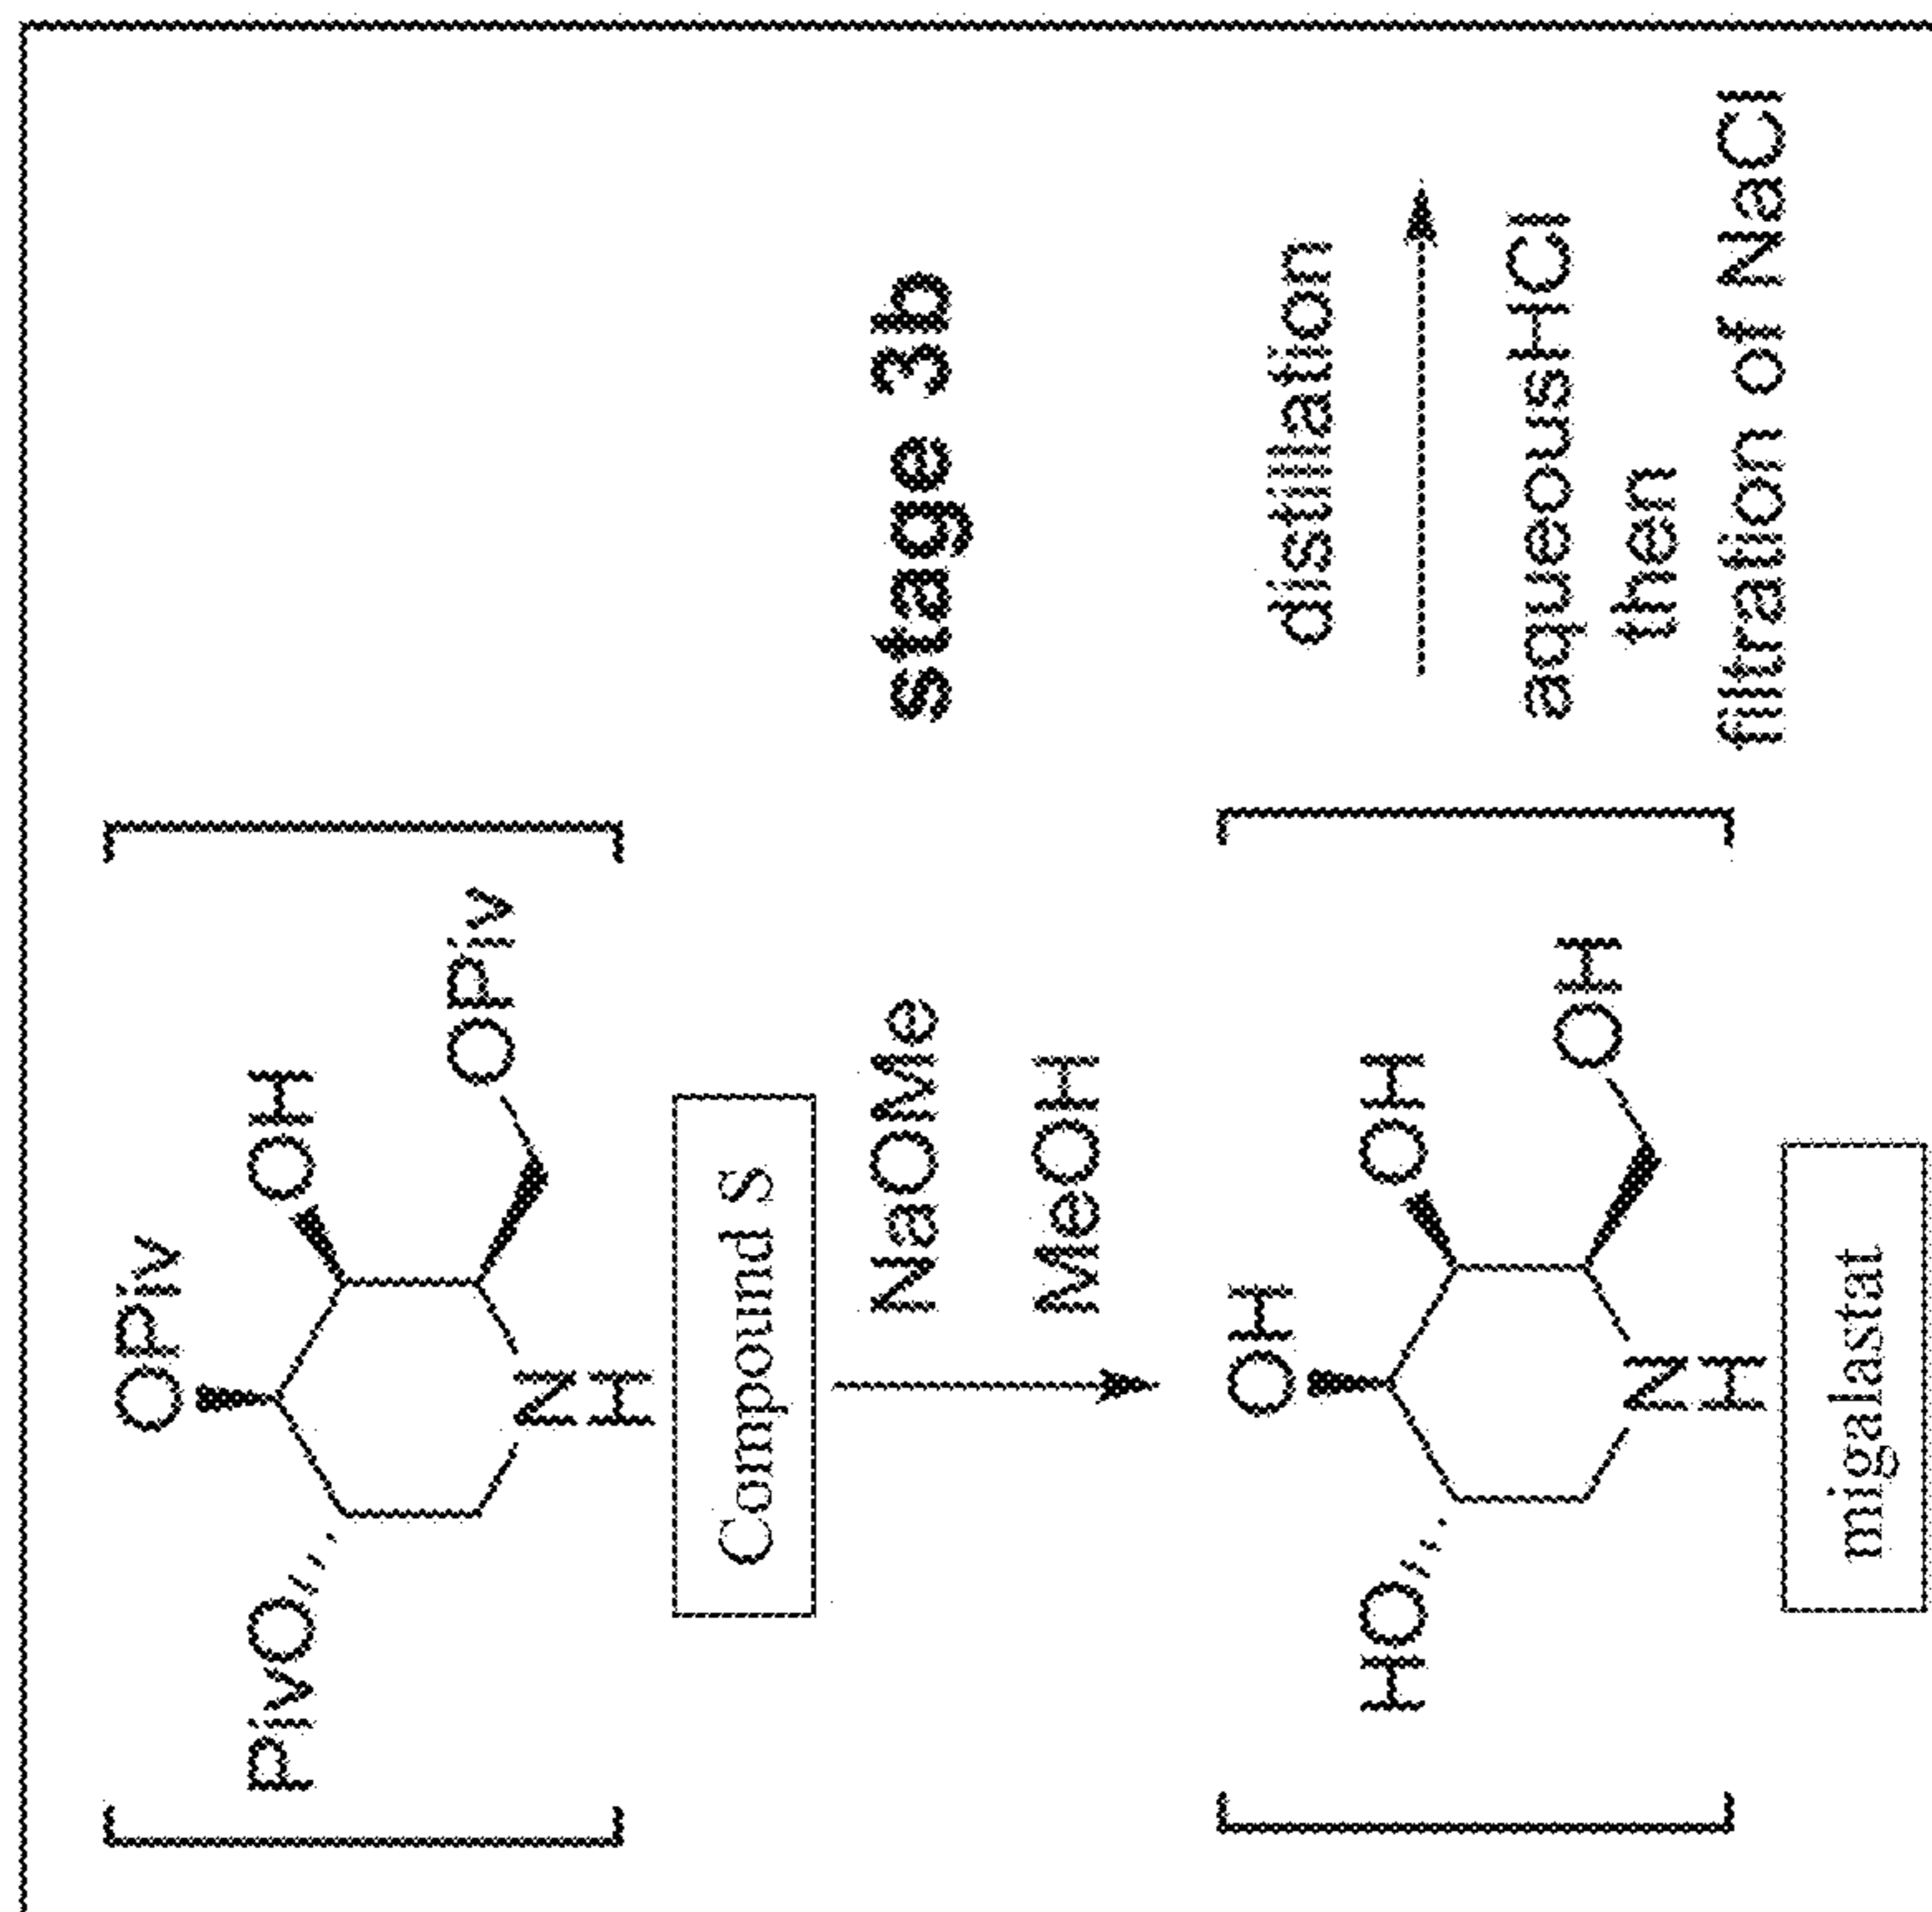 OPiv
PivO
OH
OPiv
N
H
Compound S
NaOMe
MeOH
stage 3b
OH
HO
OH
OH
N
H
migalastat
distillation
aqueousHCl
then
filtration of NaCl